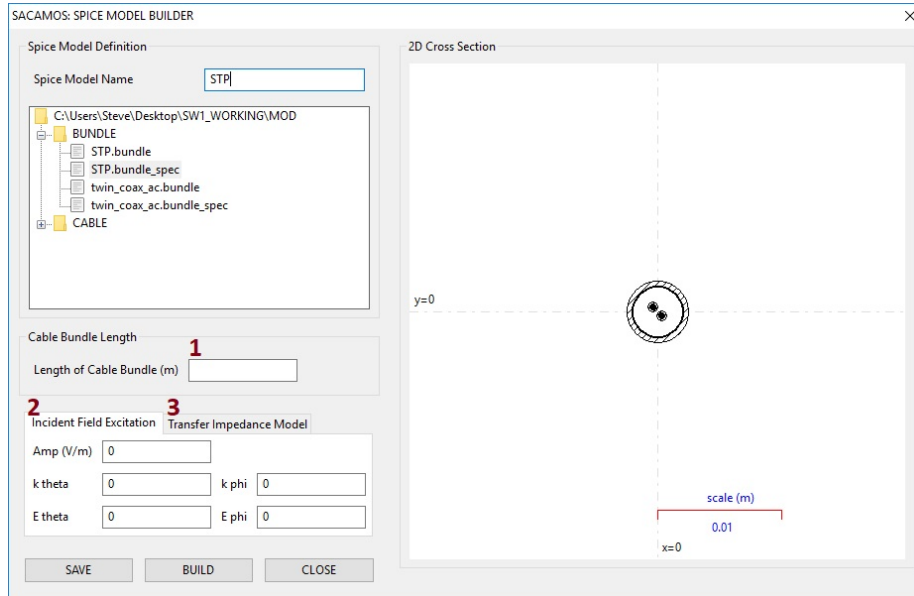 SACAMOS: SPICE MODEL BUILDER
Spice Model Definition
Spice Model Name
STP
C:\Users\Steve\Desktop\SW1_WORKING\MOD
BUNDLE
STP.bundle
STP.bundle_spec
twin_coax_ac.bundle
twin_coax_ac.bundle_spec
CABLE
Cable Bundle Length
1
Length of Cable Bundle (m)
2
3
Incident Field Excitation
Transfer Impedance Model
Amp (V/m)
0
k theta
0
k phi
0
E theta
0
E phi
0
SAVE
BUILD
CLOSE
2D Cross Section
y=0
scale (m)
0.01
x=0